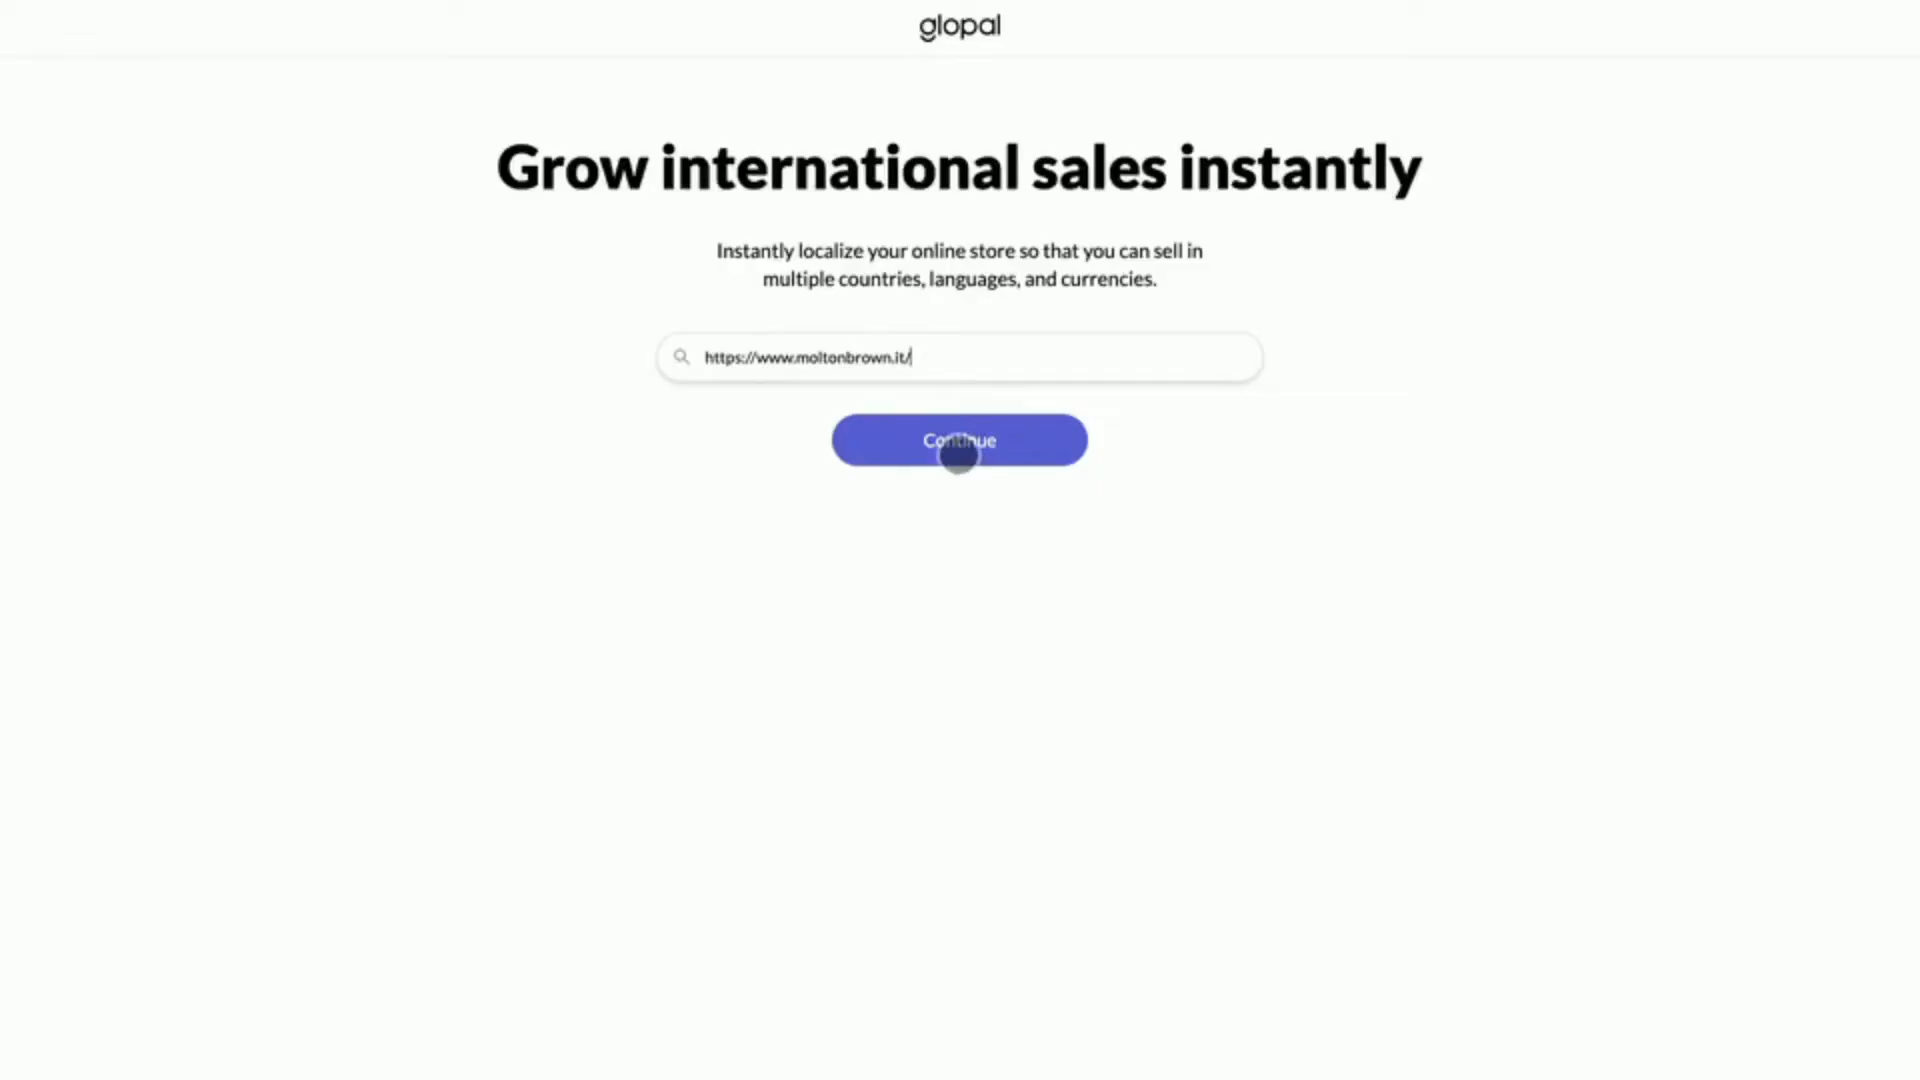 glopal
Grow international sales instantly
Instantly localize your online store so that you can sell in
multiple countries, languages, and currencies.
https://www.moltonbrown.it/
Continue